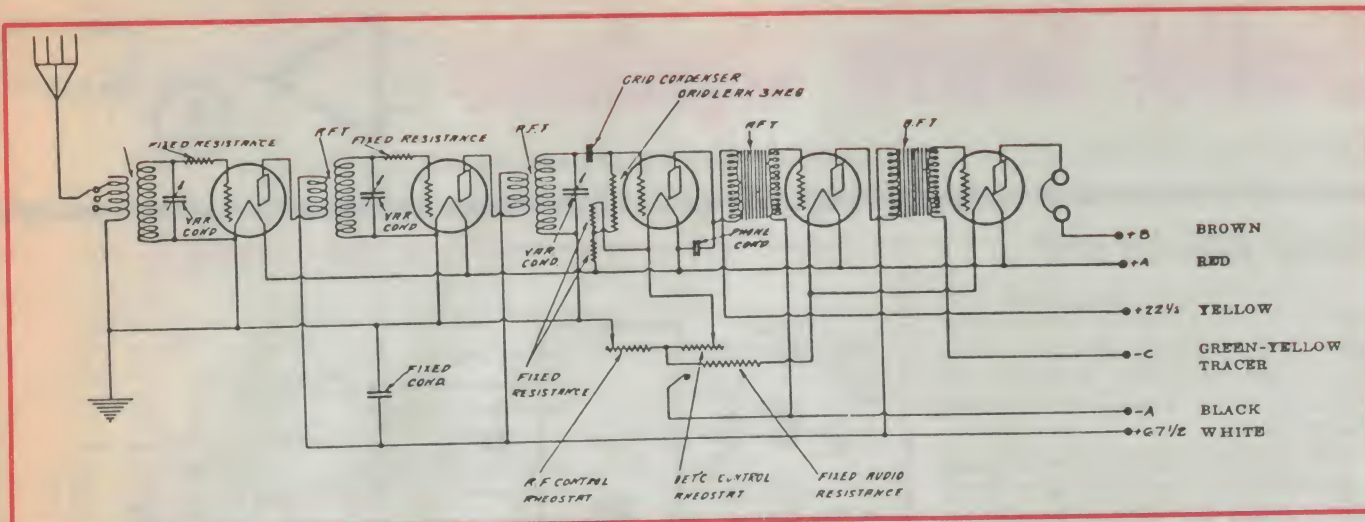 GRID CONDENSER
GRID LEAK 3 MEG
FIXED RESISTANCE
R.F.T
FIXED RESISTANCE
R.F.T
A.F.T
A.F.T
VAR
COND
VAR
COND
VAR
COND
PHONE
COND
+B BROWN
+A RED
+22½ YELLOW
-C GREEN-YELLOW
TRACER
-A BLACK
+67½ WHITE
FIXED
COND.
FIXED
RESISTANCE
R.F CONTROL
RHEOSTAT
DET'C CONTROL
RHEOSTAT
FIXED AUDIO
RESISTANCE